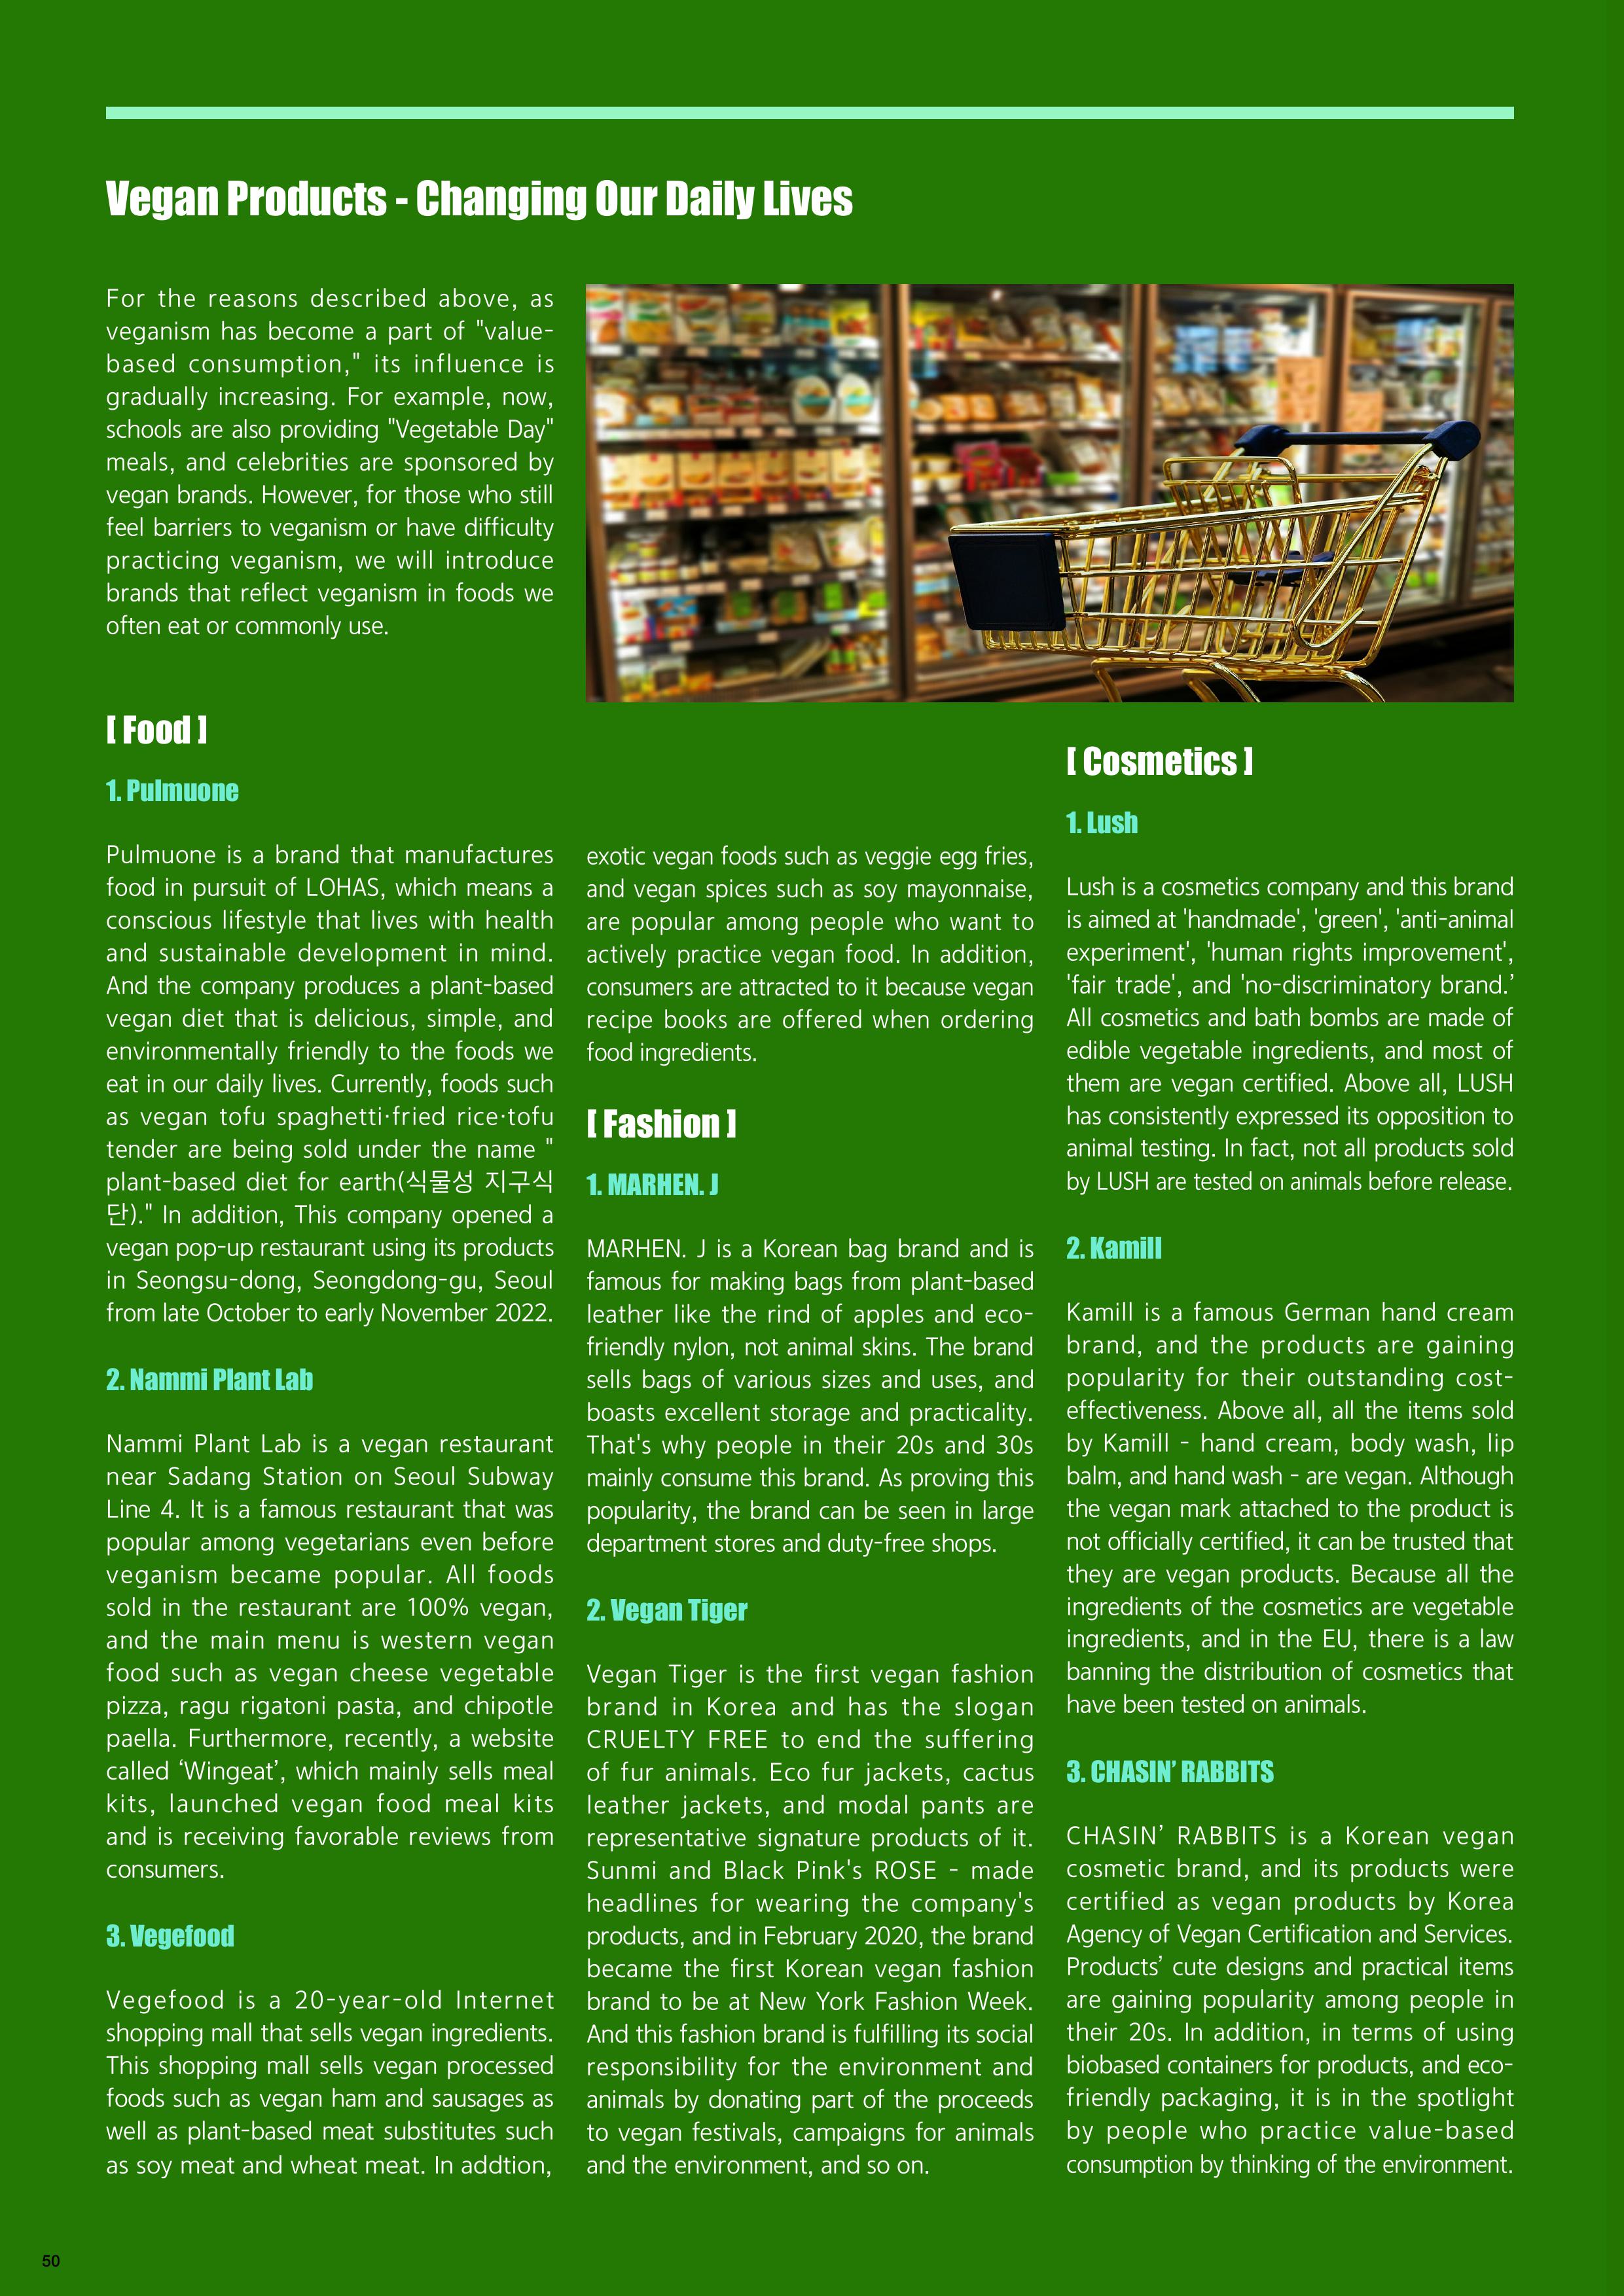 Vegan Products - Changing Our Daily Lives
For the reasons described above, as
veganism has become a part of "value-
based consumption," its influence is
gradually increasing. For example, now,
schools are also providing "Vegetable Day"
meals, and celebrities are sponsored by
vegan brands. However, for those who still
feel barriers to veganism or have difficulty
practicing veganism, we will introduce
brands that reflect veganism in foods we
often eat or commonly use.
[ Food ]
1. Pulmuone
Pulmuone is a brand that manufactures
food in pursuit of LOHAS, which means a
conscious lifestyle that lives with health
and sustainable development in mind.
And the company produces a plant-based
vegan diet that is delicious, simple, and
environmentally friendly to the foods we
eat in our daily lives. Currently, foods such
as vegan tofu spaghetti·fried rice·tofu
tender are being sold under the name "
plant-based diet for earth(식물성 지구식
단)." In addition, This company opened a
vegan pop-up restaurant using its products
in Seongsu-dong, Seongdong-gu, Seoul
from late October to early November 2022.
2. Nammi Plant Lab
Nammi Plant Lab is a vegan restaurant
near Sadang Station on Seoul Subway
Line 4. It is a famous restaurant that was
popular among vegetarians even before
veganism became popular. All foods
sold in the restaurant are 100% vegan,
and the main menu is western vegan
food such as vegan cheese vegetable
pizza, ragu rigatoni pasta, and chipotle
paella. Furthermore, recently, a website
called ‘Wingeat’, which mainly sells meal
kits, launched vegan food meal kits
and is receiving favorable reviews from
consumers.
3. Vegefood
Vegefood is a 20-year-old Internet
shopping mall that sells vegan ingredients.
This shopping mall sells vegan processed
foods such as vegan ham and sausages as
well as plant-based meat substitutes such
as soy meat and wheat meat. In addtion,
exotic vegan foods such as veggie egg fries,
and vegan spices such as soy mayonnaise,
are popular among people who want to
actively practice vegan food. In addition,
consumers are attracted to it because vegan
recipe books are offered when ordering
food ingredients.
[ Fashion ]
1. MARHEN. J
MARHEN. J is a Korean bag brand and is
famous for making bags from plant-based
leather like the rind of apples and eco-
friendly nylon, not animal skins. The brand
sells bags of various sizes and uses, and
boasts excellent storage and practicality.
That's why people in their 20s and 30s
mainly consume this brand. As proving this
popularity, the brand can be seen in large
department stores and duty-free shops.
2. Vegan Tiger
Vegan Tiger is the first vegan fashion
brand in Korea and has the slogan
CRUELTY FREE to end the suffering
of fur animals. Eco fur jackets, cactus
leather jackets, and modal pants are
representative signature products of it.
Sunmi and Black Pink's ROSE - made
headlines for wearing the company's
products, and in February 2020, the brand
became the first Korean vegan fashion
brand to be at New York Fashion Week.
And this fashion brand is fulfilling its social
responsibility for the environment and
animals by donating part of the proceeds
to vegan festivals, campaigns for animals
and the environment, and so on.
[ Cosmetics ]
1. Lush
Lush is a cosmetics company and this brand
is aimed at 'handmade', 'green', 'anti-animal
experiment', 'human rights improvement',
'fair trade', and 'no-discriminatory brand.’
All cosmetics and bath bombs are made of
edible vegetable ingredients, and most of
them are vegan certified. Above all, LUSH
has consistently expressed its opposition to
animal testing. In fact, not all products sold
by LUSH are tested on animals before release.
2. Kamill
Kamill is a famous German hand cream
brand, and the products are gaining
popularity for their outstanding cost-
effectiveness. Above all, all the items sold
by Kamill - hand cream, body wash, lip
balm, and hand wash - are vegan. Although
the vegan mark attached to the product is
not officially certified, it can be trusted that
they are vegan products. Because all the
ingredients of the cosmetics are vegetable
ingredients, and in the EU, there is a law
banning the distribution of cosmetics that
have been tested on animals.
3. CHASIN’ RABBITS
CHASIN’ RABBITS is a Korean vegan
cosmetic brand, and its products were
certified as vegan products by Korea
Agency of Vegan Certification and Services.
Products’ cute designs and practical items
are gaining popularity among people in
their 20s. In addition, in terms of using
biobased containers for products, and eco-
friendly packaging, it is in the spotlight
by people who practice value-based
consumption by thinking of the environment.
50